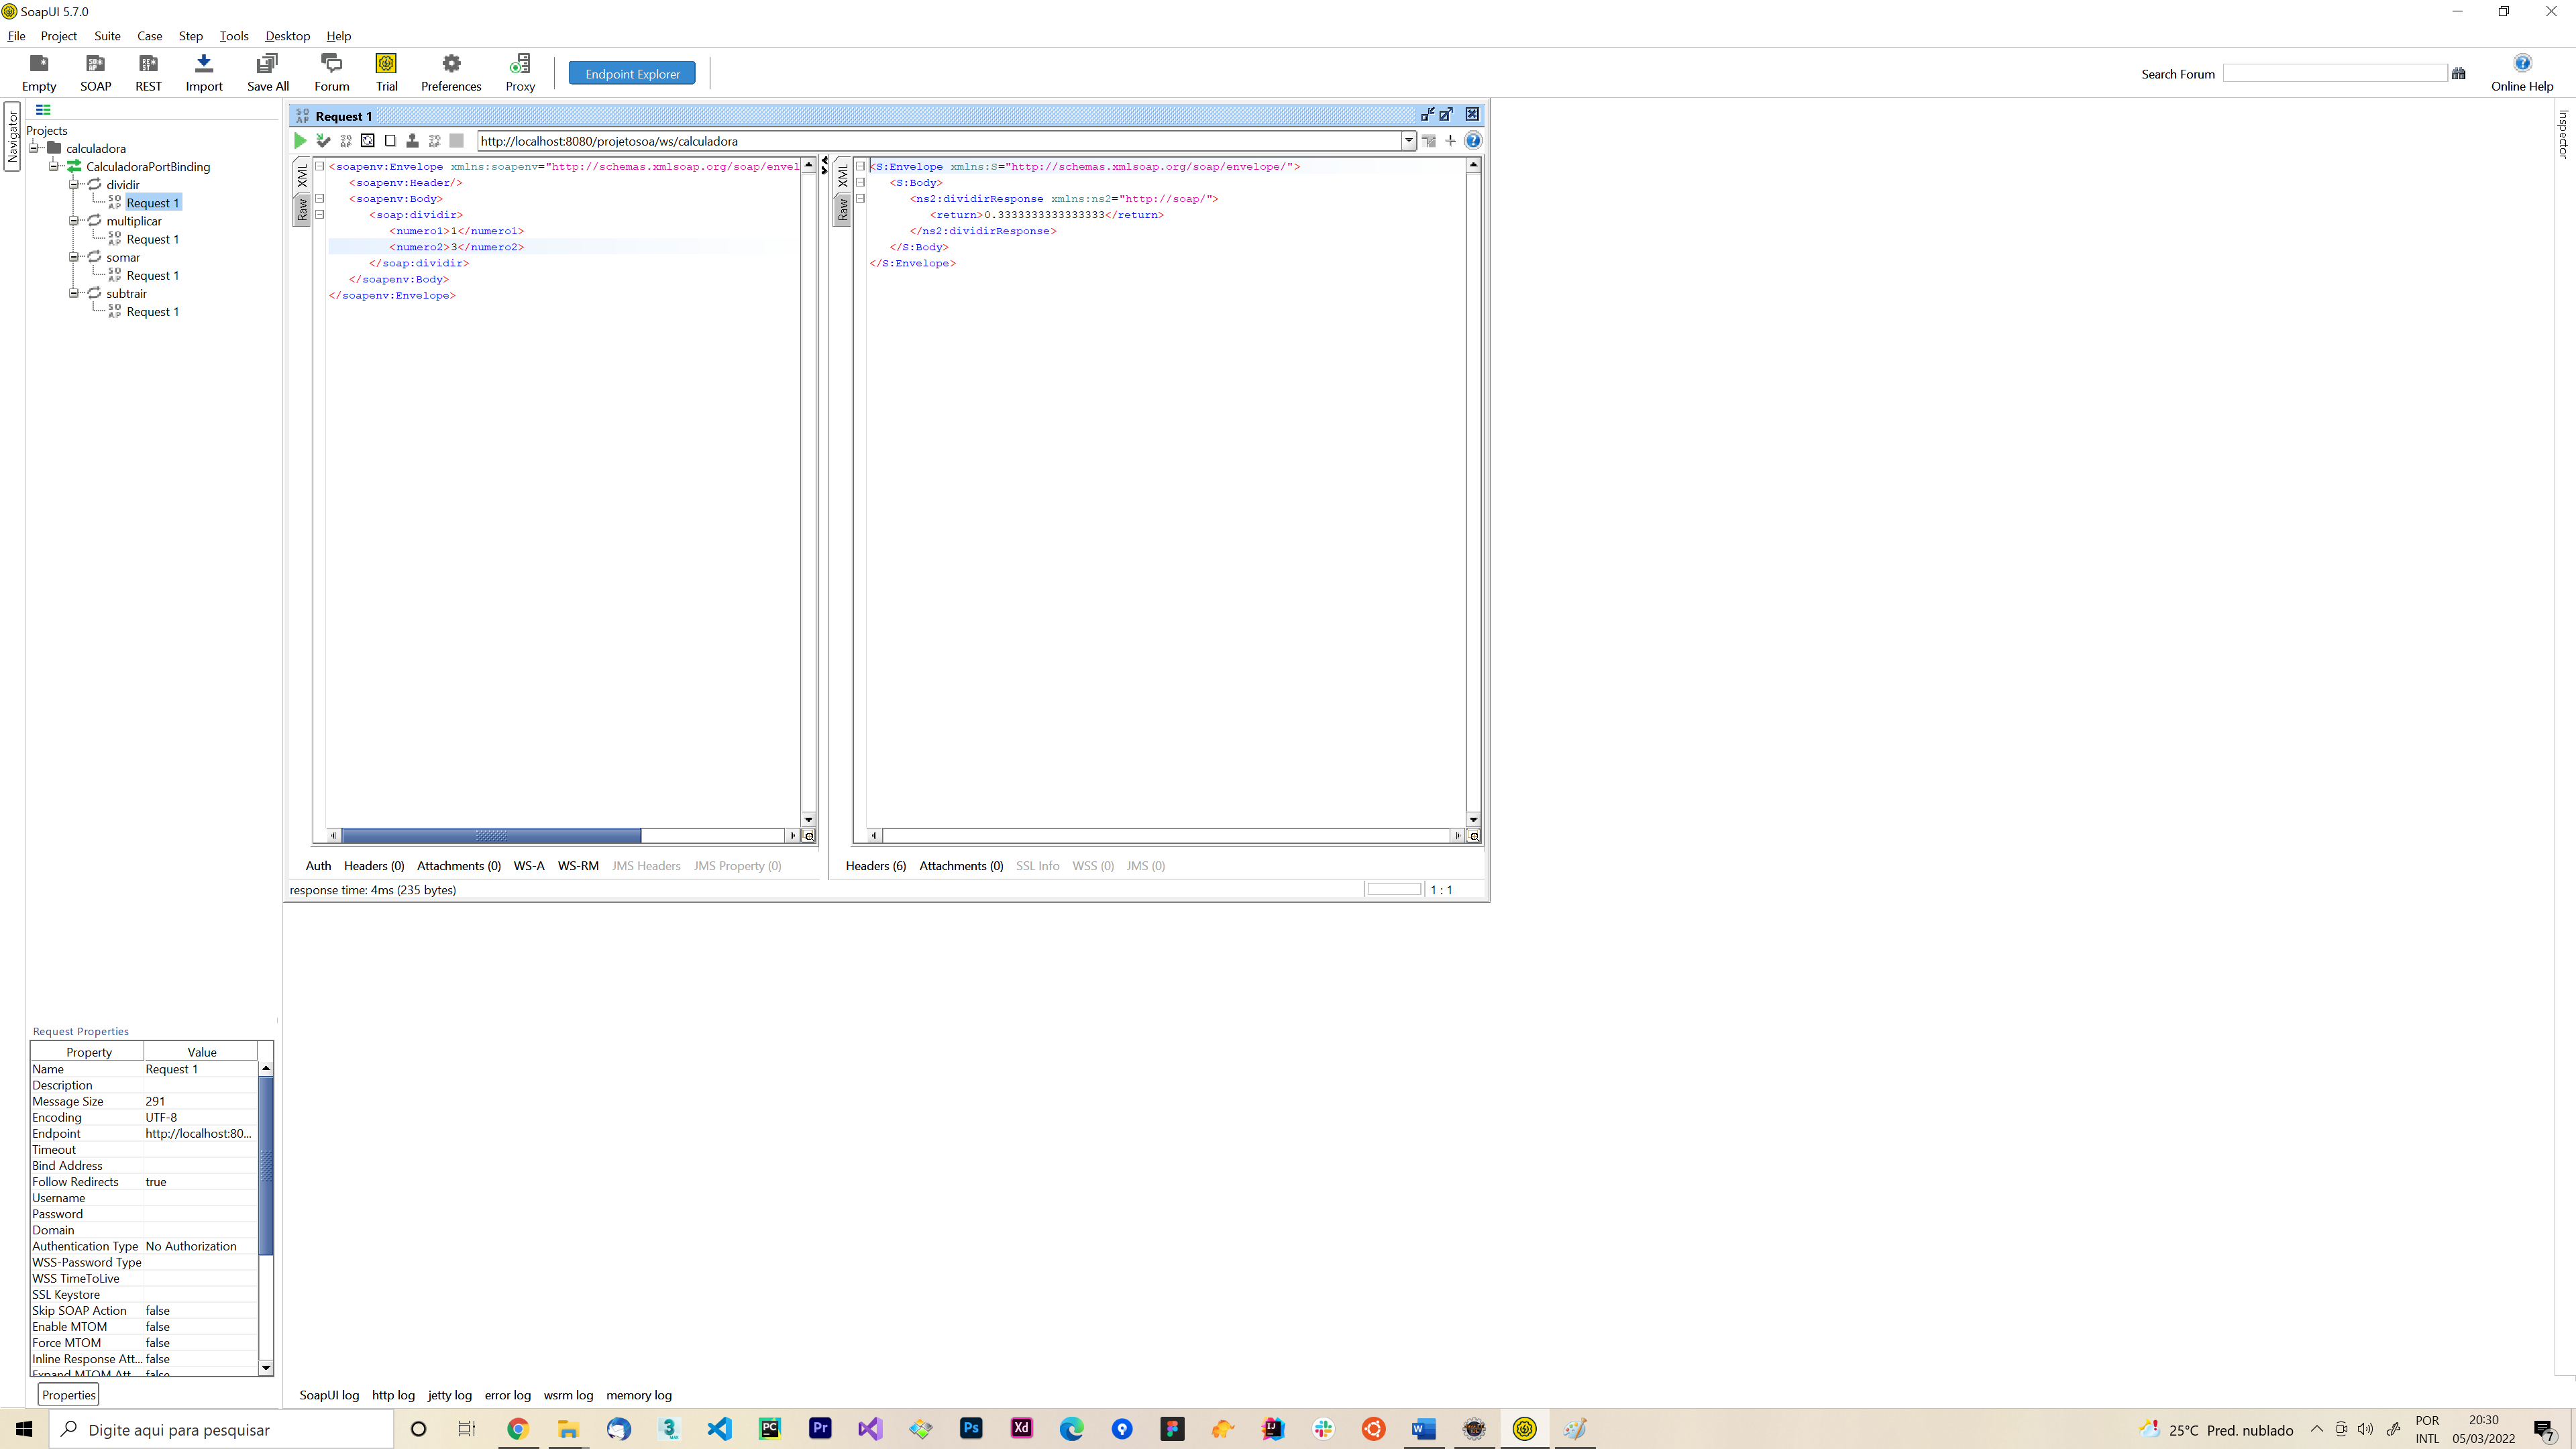 SoapUI 5.7.0
File Project Suite Case Step Tools Desktop Help
Empty SOAP REST Import Save All Forum Trial Preferences Proxy Endpoint Explorer Search Forum Online Help
Navigator
Inspector
Projects
calculadora
CalculadoraPortBinding
dividir
Request 1
multiplicar
Request 1
somar
Request 1
subtrair
Request 1
Request 1
http://localhost:8080/projetosoa/ws/calculadora
XML
Raw
<soapenv:Envelope xmlns:soapenv="http://schemas.xmlsoap.org/soap/envel
<soapenv:Header/>
<soapenv:Body>
<soap:dividir>
<numero1>1</numero1>
<numero2>3</numero2>
</soap:dividir>
</soapenv:Body>
</soapenv:Envelope>
XML
Raw
<S:Envelope xmlns:S="http://schemas.xmlsoap.org/soap/envelope/">
<S:Body>
<ns2:dividirResponse xmlns:ns2="http://soap/">
<return>0.3333333333333333</return>
</ns2:dividirResponse>
</S:Body>
</S:Envelope>
Auth Headers (0) Attachments (0) WS-A WS-RM JMS Headers JMS Property (0)
Headers (6) Attachments (0) SSL Info WSS (0) JMS (0)
response time: 4ms (235 bytes)
1 : 1
Request Properties
Property Value
Name Request 1
Description
Message Size 291
Encoding UTF-8
Endpoint http://localhost:80...
Timeout
Bind Address
Follow Redirects true
Username
Password
Domain
Authentication Type No Authorization
WSS-Password Type
WSS TimeToLive
SSL Keystore
Skip SOAP Action false
Enable MTOM false
Force MTOM false
Inline Response Att... false
Expand MTOM Att... false
Properties
SoapUI log http log jetty log error log wsrm log memory log
Digite aqui para pesquisar
25°C Pred. nublado
POR
INTL
20:30
05/03/2022
7